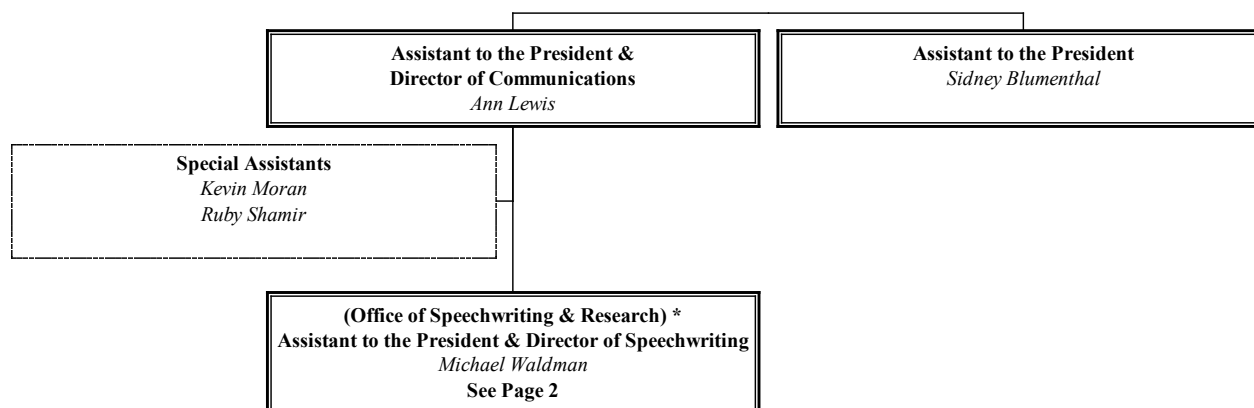 Assistant to the President &
Director of Communications
Ann Lewis
Assistant to the President
Sidney Blumenthal
Special Assistants
Kevin Moran
Ruby Shamir
(Office of Speechwriting & Research) *
Assistant to the President & Director of Speechwriting
Michael Waldman
See Page 2